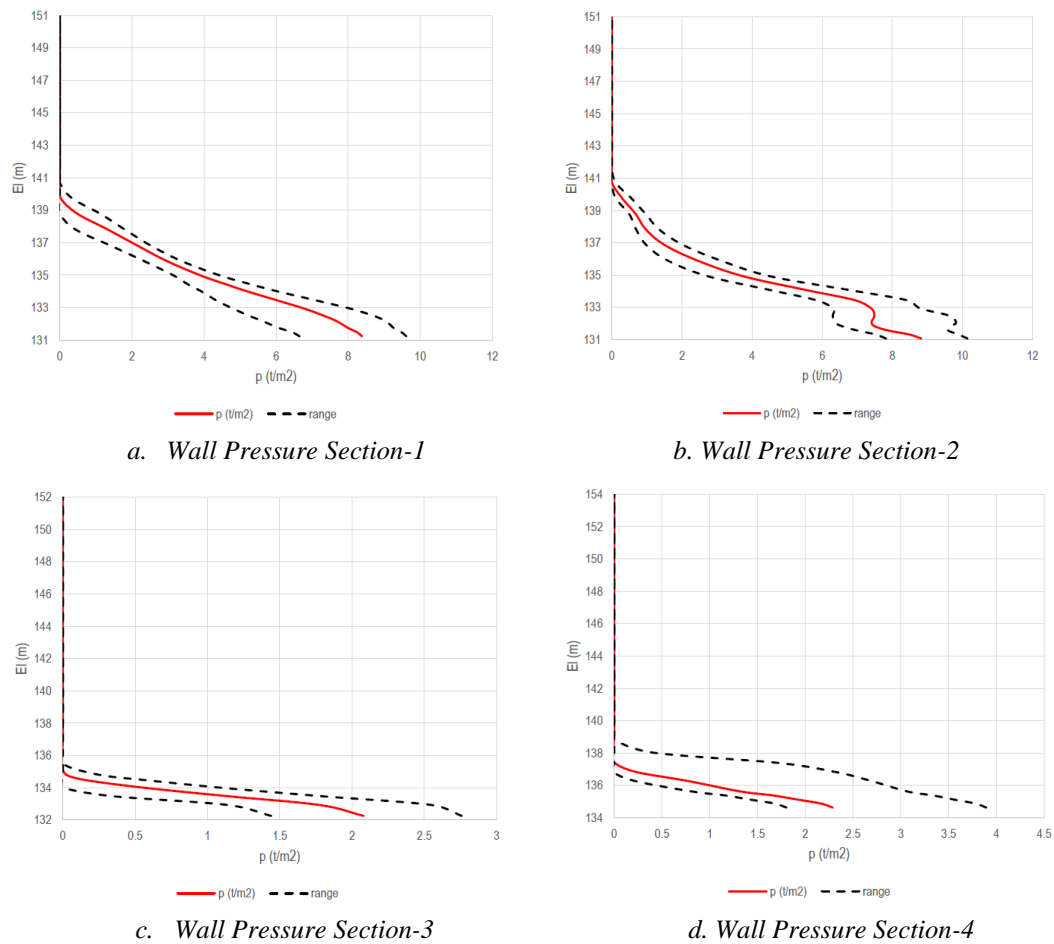 151
149
147
145
143
141
139
137
135
133
131
El (m)
0 2 4 6 8 10 12
p (t/m2)
p (t/m2) range
a. Wall Pressure Section-1
151
149
147
145
143
141
139
137
135
133
131
El (m)
0 2 4 6 8 10 12
p (t/m2)
p (t/m2) range
b. Wall Pressure Section-2
152
150
148
146
144
142
140
138
136
134
132
El (m)
0 0.5 1 1.5 2 2.5 3
p (t/m2)
p (t/m2) range
c. Wall Pressure Section-3
154
152
150
148
146
144
142
140
138
136
134
El (m)
0 0.5 1 1.5 2 2.5 3 3.5 4 4.5
p (t/m2)
p (t/m2) range
d. Wall Pressure Section-4